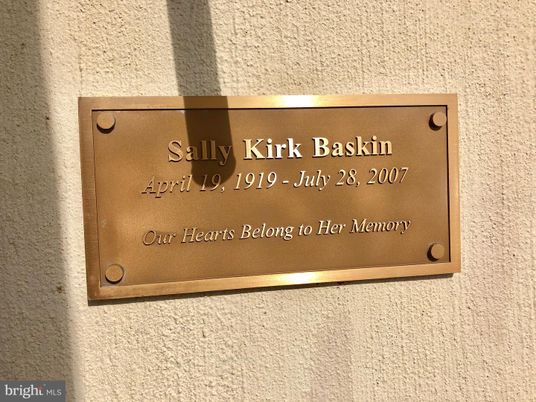 Sally Kirk Baskin
April 19, 1919 - July 28, 2007
Our Hearts Belong to Her Memory
bright MLS